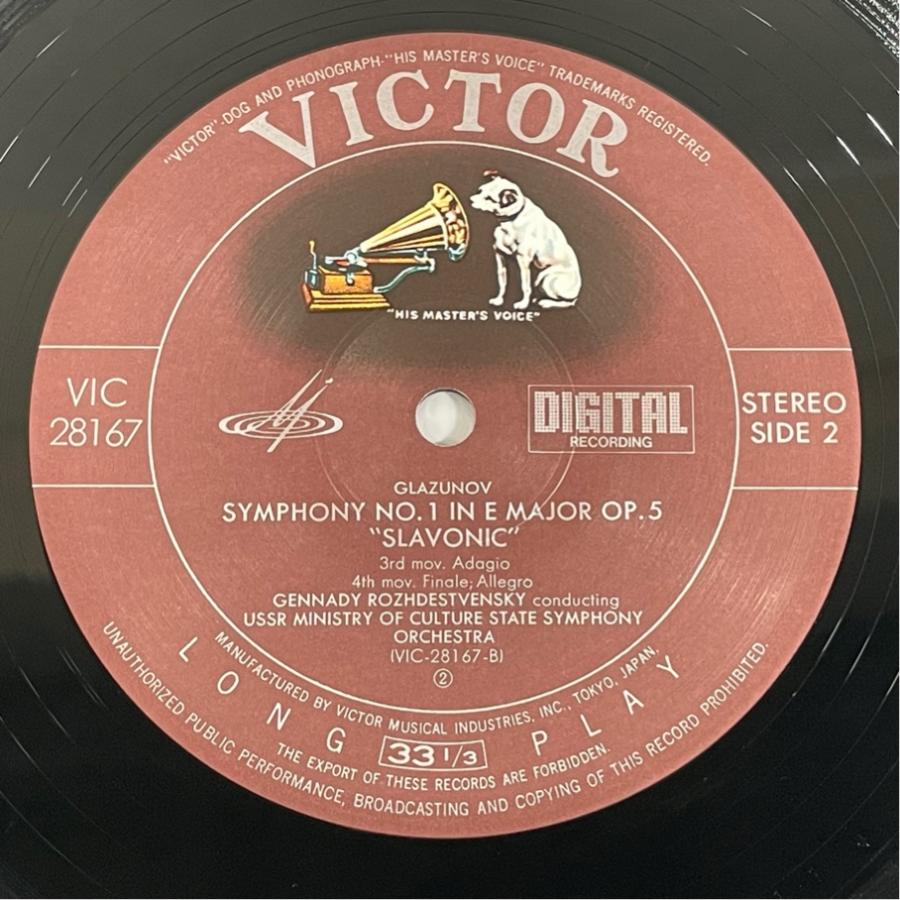 "VICTOR"-DOG AND PHONOGRAPH-"HIS MASTER'S VOICE" TRADEMARKS REGISTERED.
VICTOR
"HIS MASTER'S VOICE"
VIC
28167
DIGITAL
RECORDING
STEREO
SIDE 2
GLAZUNOV
SYMPHONY NO.1 IN E MAJOR OP.5
"SLAVONIC"
3rd mov. Adagio
4th mov. Finale; Allegro
GENNADY ROZHDESTVENSKY conducting
USSR MINISTRY OF CULTURE STATE SYMPHONY
ORCHESTRA
(VIC-28167-B)
②
MANUFACTURED BY VICTOR MUSICAL INDUSTRIES, INC., TOKYO, JAPAN.
LONG 33 1/3 PLAY
THE EXPORT OF THESE RECORDS ARE FORBIDDEN.
UNAUTHORIZED PUBLIC PERFORMANCE, BROADCASTING AND COPYING OF THIS RECORD PROHIBITED.